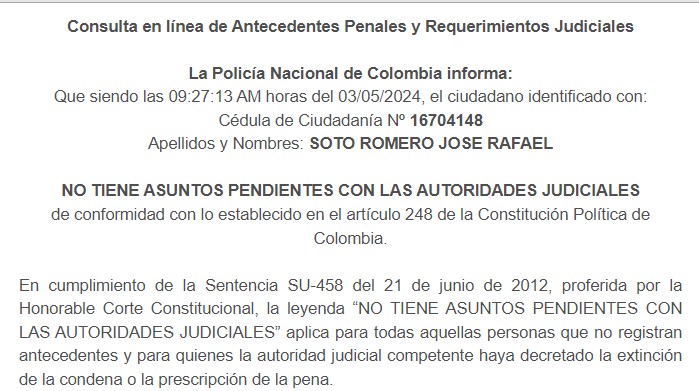 Consulta en línea de Antecedentes Penales y Requerimientos Judiciales
La Policía Nacional de Colombia informa:
Que siendo las 09:27:13 AM horas del 03/05/2024, el ciudadano identificado con:
Cédula de Ciudadanía Nº 16704148
Apellidos y Nombres: SOTO ROMERO JOSE RAFAEL
NO TIENE ASUNTOS PENDIENTES CON LAS AUTORIDADES JUDICIALES
de conformidad con lo establecido en el artículo 248 de la Constitución Política de
Colombia.
En cumplimiento de la Sentencia SU-458 del 21 de junio de 2012, proferida por la
Honorable Corte Constitucional, la leyenda “NO TIENE ASUNTOS PENDIENTES CON
LAS AUTORIDADES JUDICIALES” aplica para todas aquellas personas que no registran
antecedentes y para quienes la autoridad judicial competente haya decretado la extinción
de la condena o la prescripción de la pena.